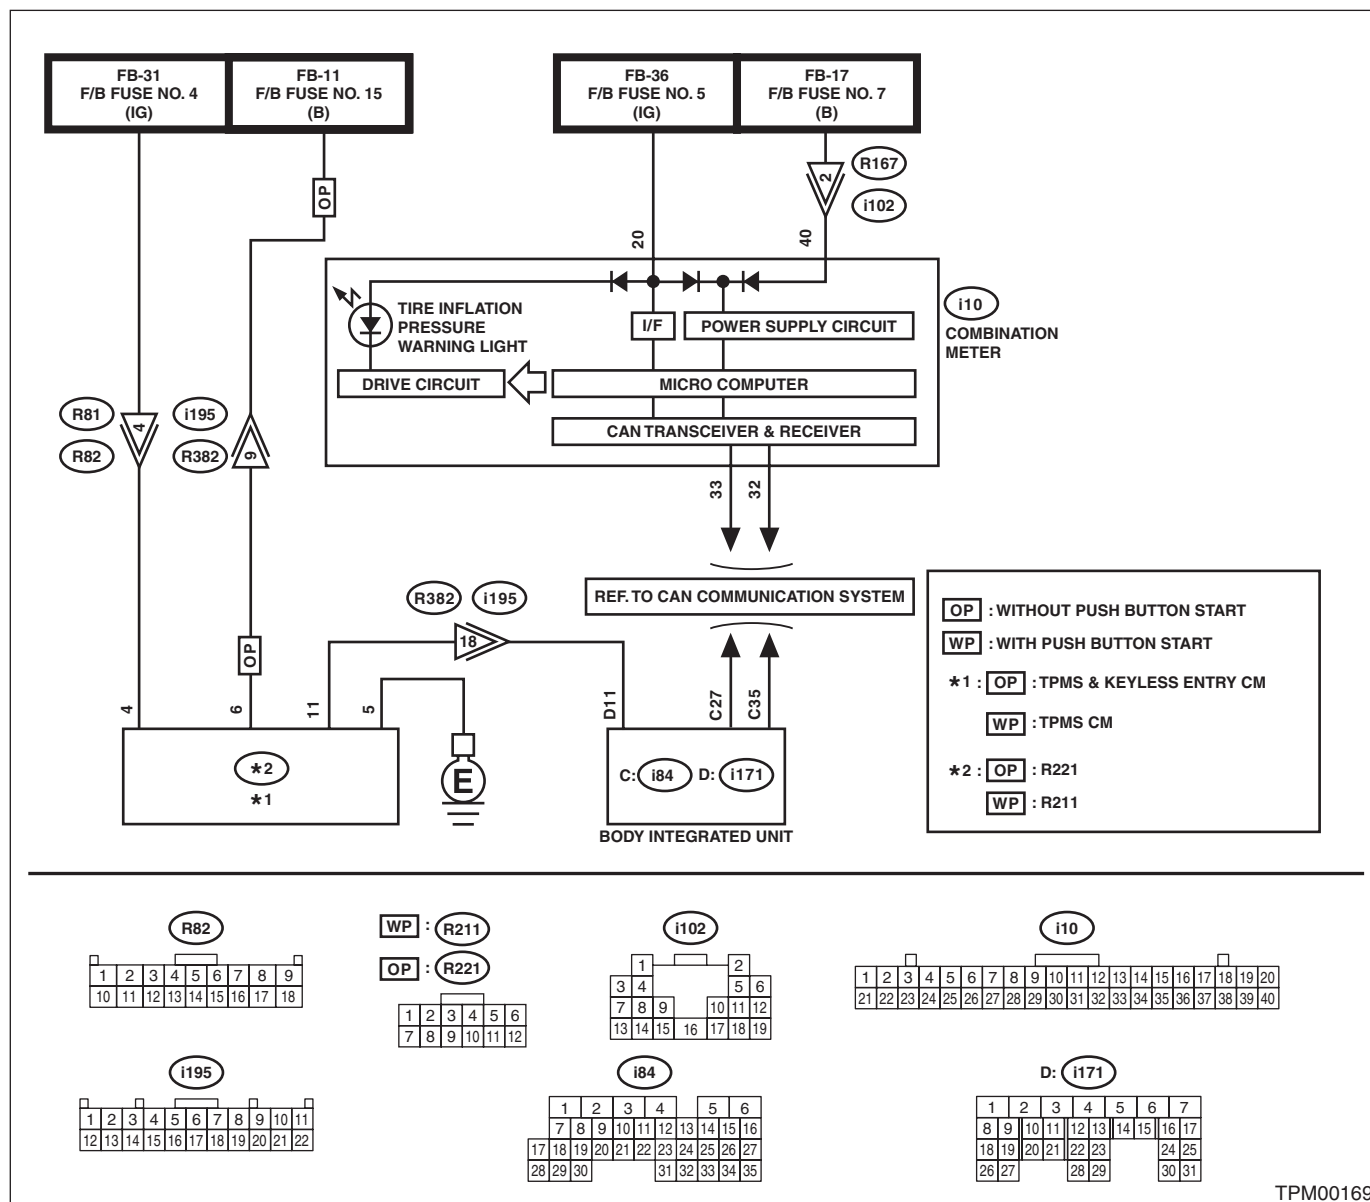 FB-31
F/B FUSE NO. 4
(IG)
FB-11
F/B FUSE NO. 15
(B)
FB-36
F/B FUSE NO. 5
(IG)
FB-17
F/B FUSE NO. 7
(B)
OP
2
R167
i102
20
40
TIRE INFLATION
PRESSURE
WARNING LIGHT
I/F
POWER SUPPLY CIRCUIT
i10
COMBINATION
METER
DRIVE CIRCUIT
MICRO COMPUTER
CAN TRANSCEIVER & RECEIVER
R81
R82
4
i195
R382
9
33
32
REF. TO CAN COMMUNICATION SYSTEM
R382
i195
18
OP
4
6
11
5
D11
C27
C35
*2
*1
E
C: i84 D: i171
BODY INTEGRATED UNIT
OP : WITHOUT PUSH BUTTON START
WP : WITH PUSH BUTTON START
*1 : OP : TPMS & KEYLESS ENTRY CM
WP : TPMS CM
*2 : OP : R221
WP : R211
R82
1 2 3 4 5 6 7 8 9
10 11 12 13 14 15 16 17 18
WP : R211
OP : R221
1 2 3 4 5 6
7 8 9 10 11 12
i102
1 2
3 4 5 6
7 8 9 10 11 12
13 14 15 16 17 18 19
i10
1 2 3 4 5 6 7 8 9 10 11 12 13 14 15 16 17 18 19 20
21 22 23 24 25 26 27 28 29 30 31 32 33 34 35 36 37 38 39 40
i195
1 2 3 4 5 6 7 8 9 10 11
12 13 14 15 16 17 18 19 20 21 22
i84
1 2 3 4 5 6
7 8 9 10 11 12 13 14 15 16
17 18 19 20 21 22 23 24 25 26 27
28 29 30 31 32 33 34 35
D: i171
1 2 3 4 5 6 7
8 9 10 11 12 13 14 15 16 17
18 19 20 21 22 23 24 25
26 27 28 29 30 31
TPM00169